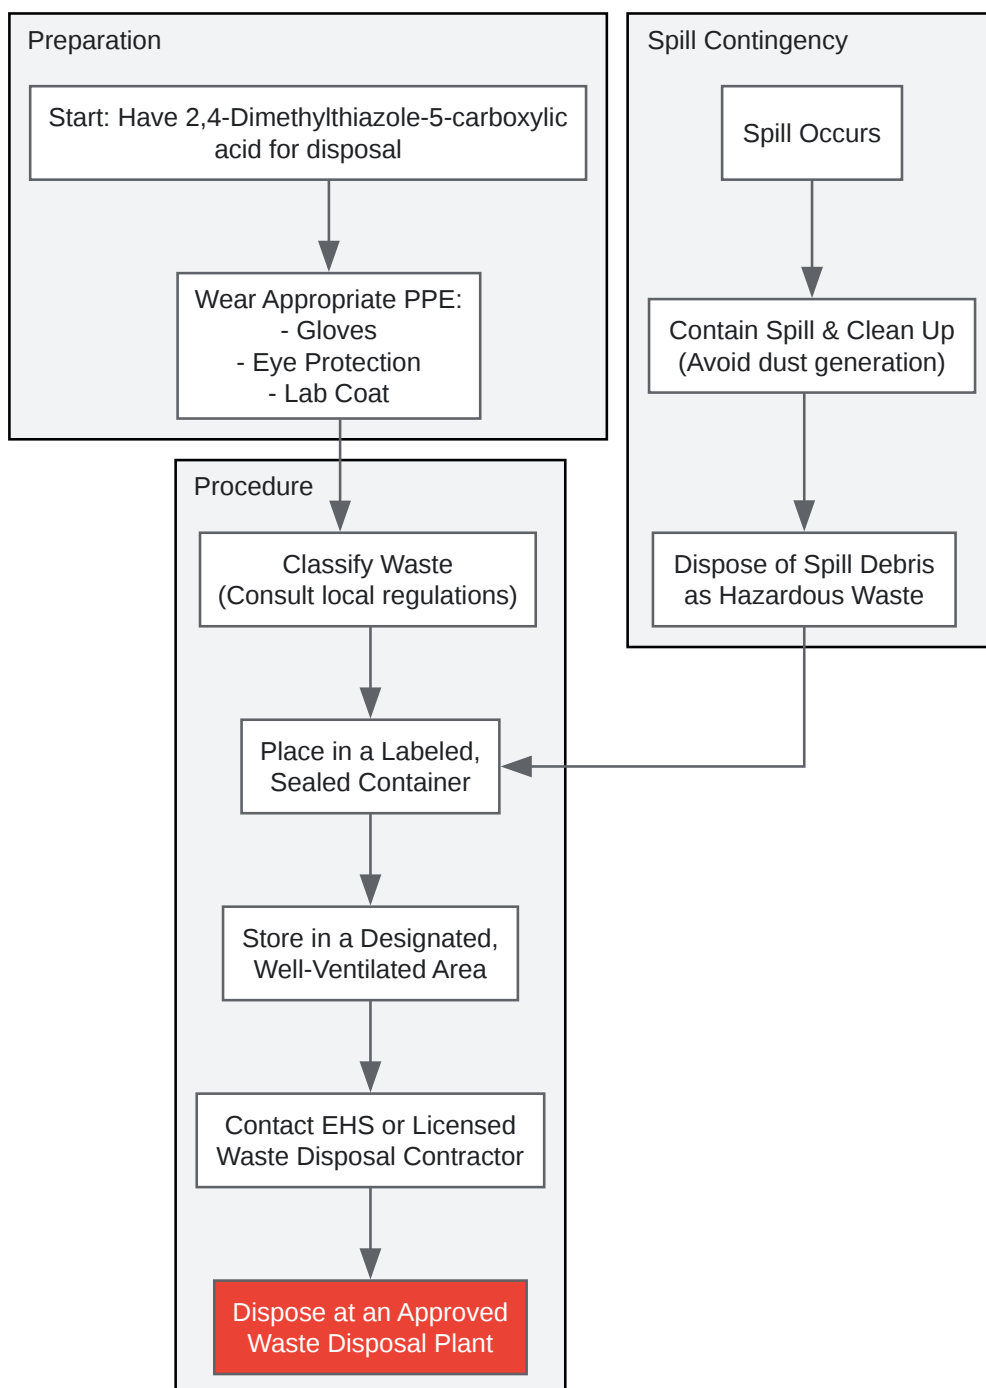 Preparation
Start: Have 2,4-Dimethylthiazole-5-carboxylic
acid for disposal
Wear Appropriate PPE:
- Gloves
- Eye Protection
- Lab Coat
Procedure
Classify Waste
(Consult local regulations)
Place in a Labeled,
Sealed Container
Store in a Designated,
Well-Ventilated Area
Contact EHS or Licensed
Waste Disposal Contractor
Dispose at an Approved
Waste Disposal Plant
Spill Contingency
Spill Occurs
Contain Spill & Clean Up
(Avoid dust generation)
Dispose of Spill Debris
as Hazardous Waste